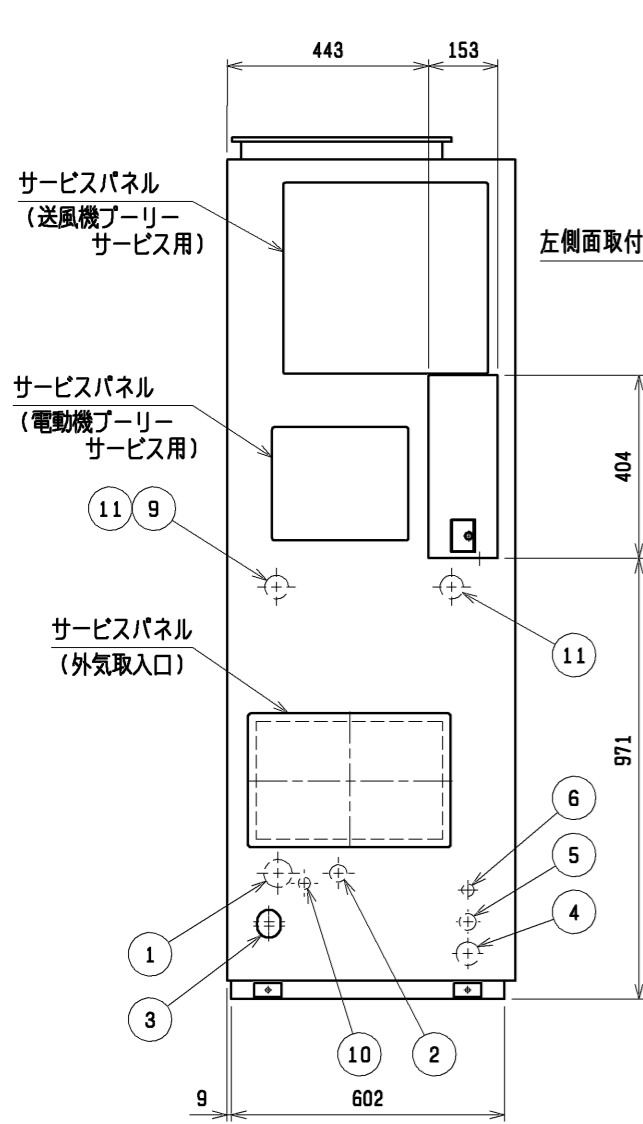 443
153
サービスパネル
(送風機プーリー
サービス用)
左側面取付
サービスパネル
(電動機プーリー
サービス用)
404
11
9
サービスパネル
(外気取入口)
11
971
6
5
4
1
3
10
2
9
602